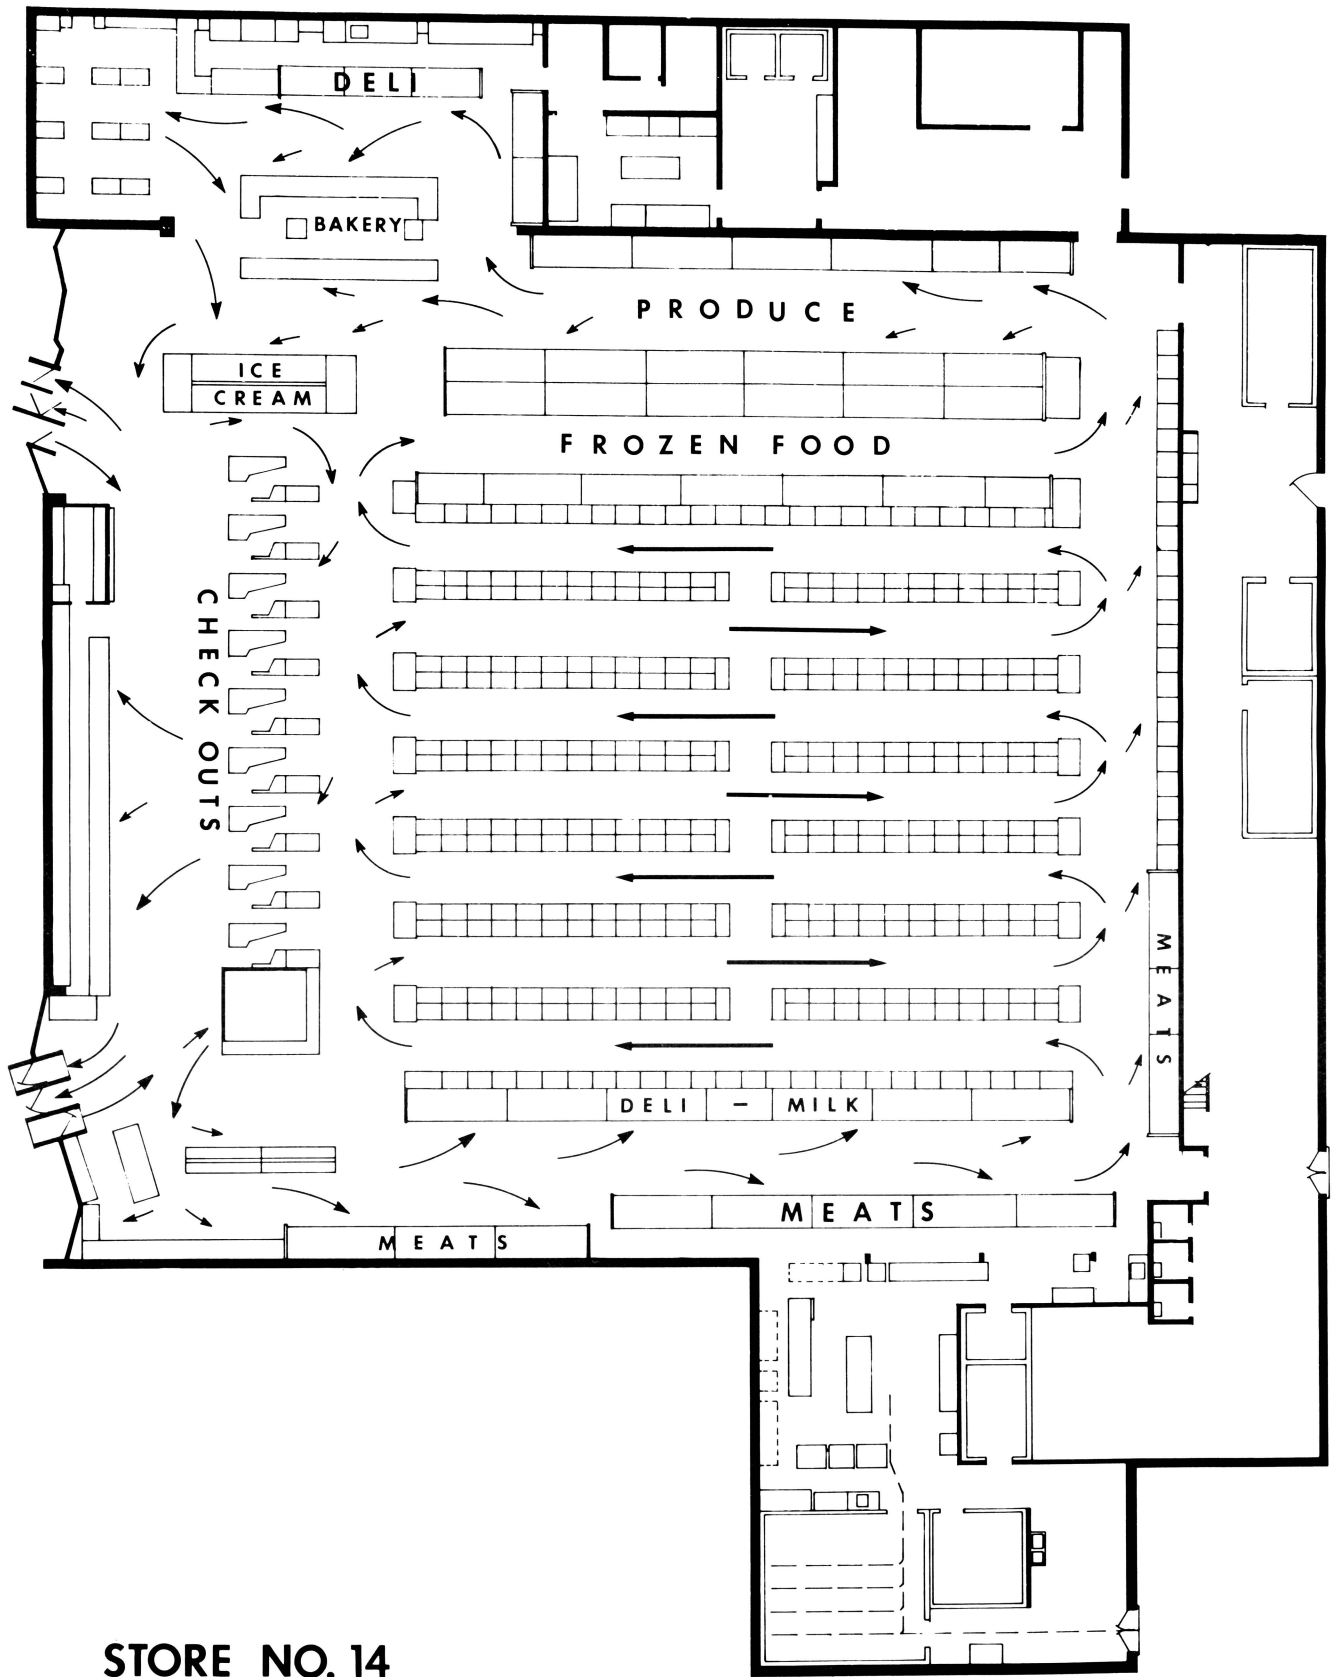 DELI
BAKERY
PRODUCE
ICE
CREAM
FROZEN FOOD
CHECK OUTS
MEATS
DELI — MILK
MEATS
MEATS
STORE NO. 14